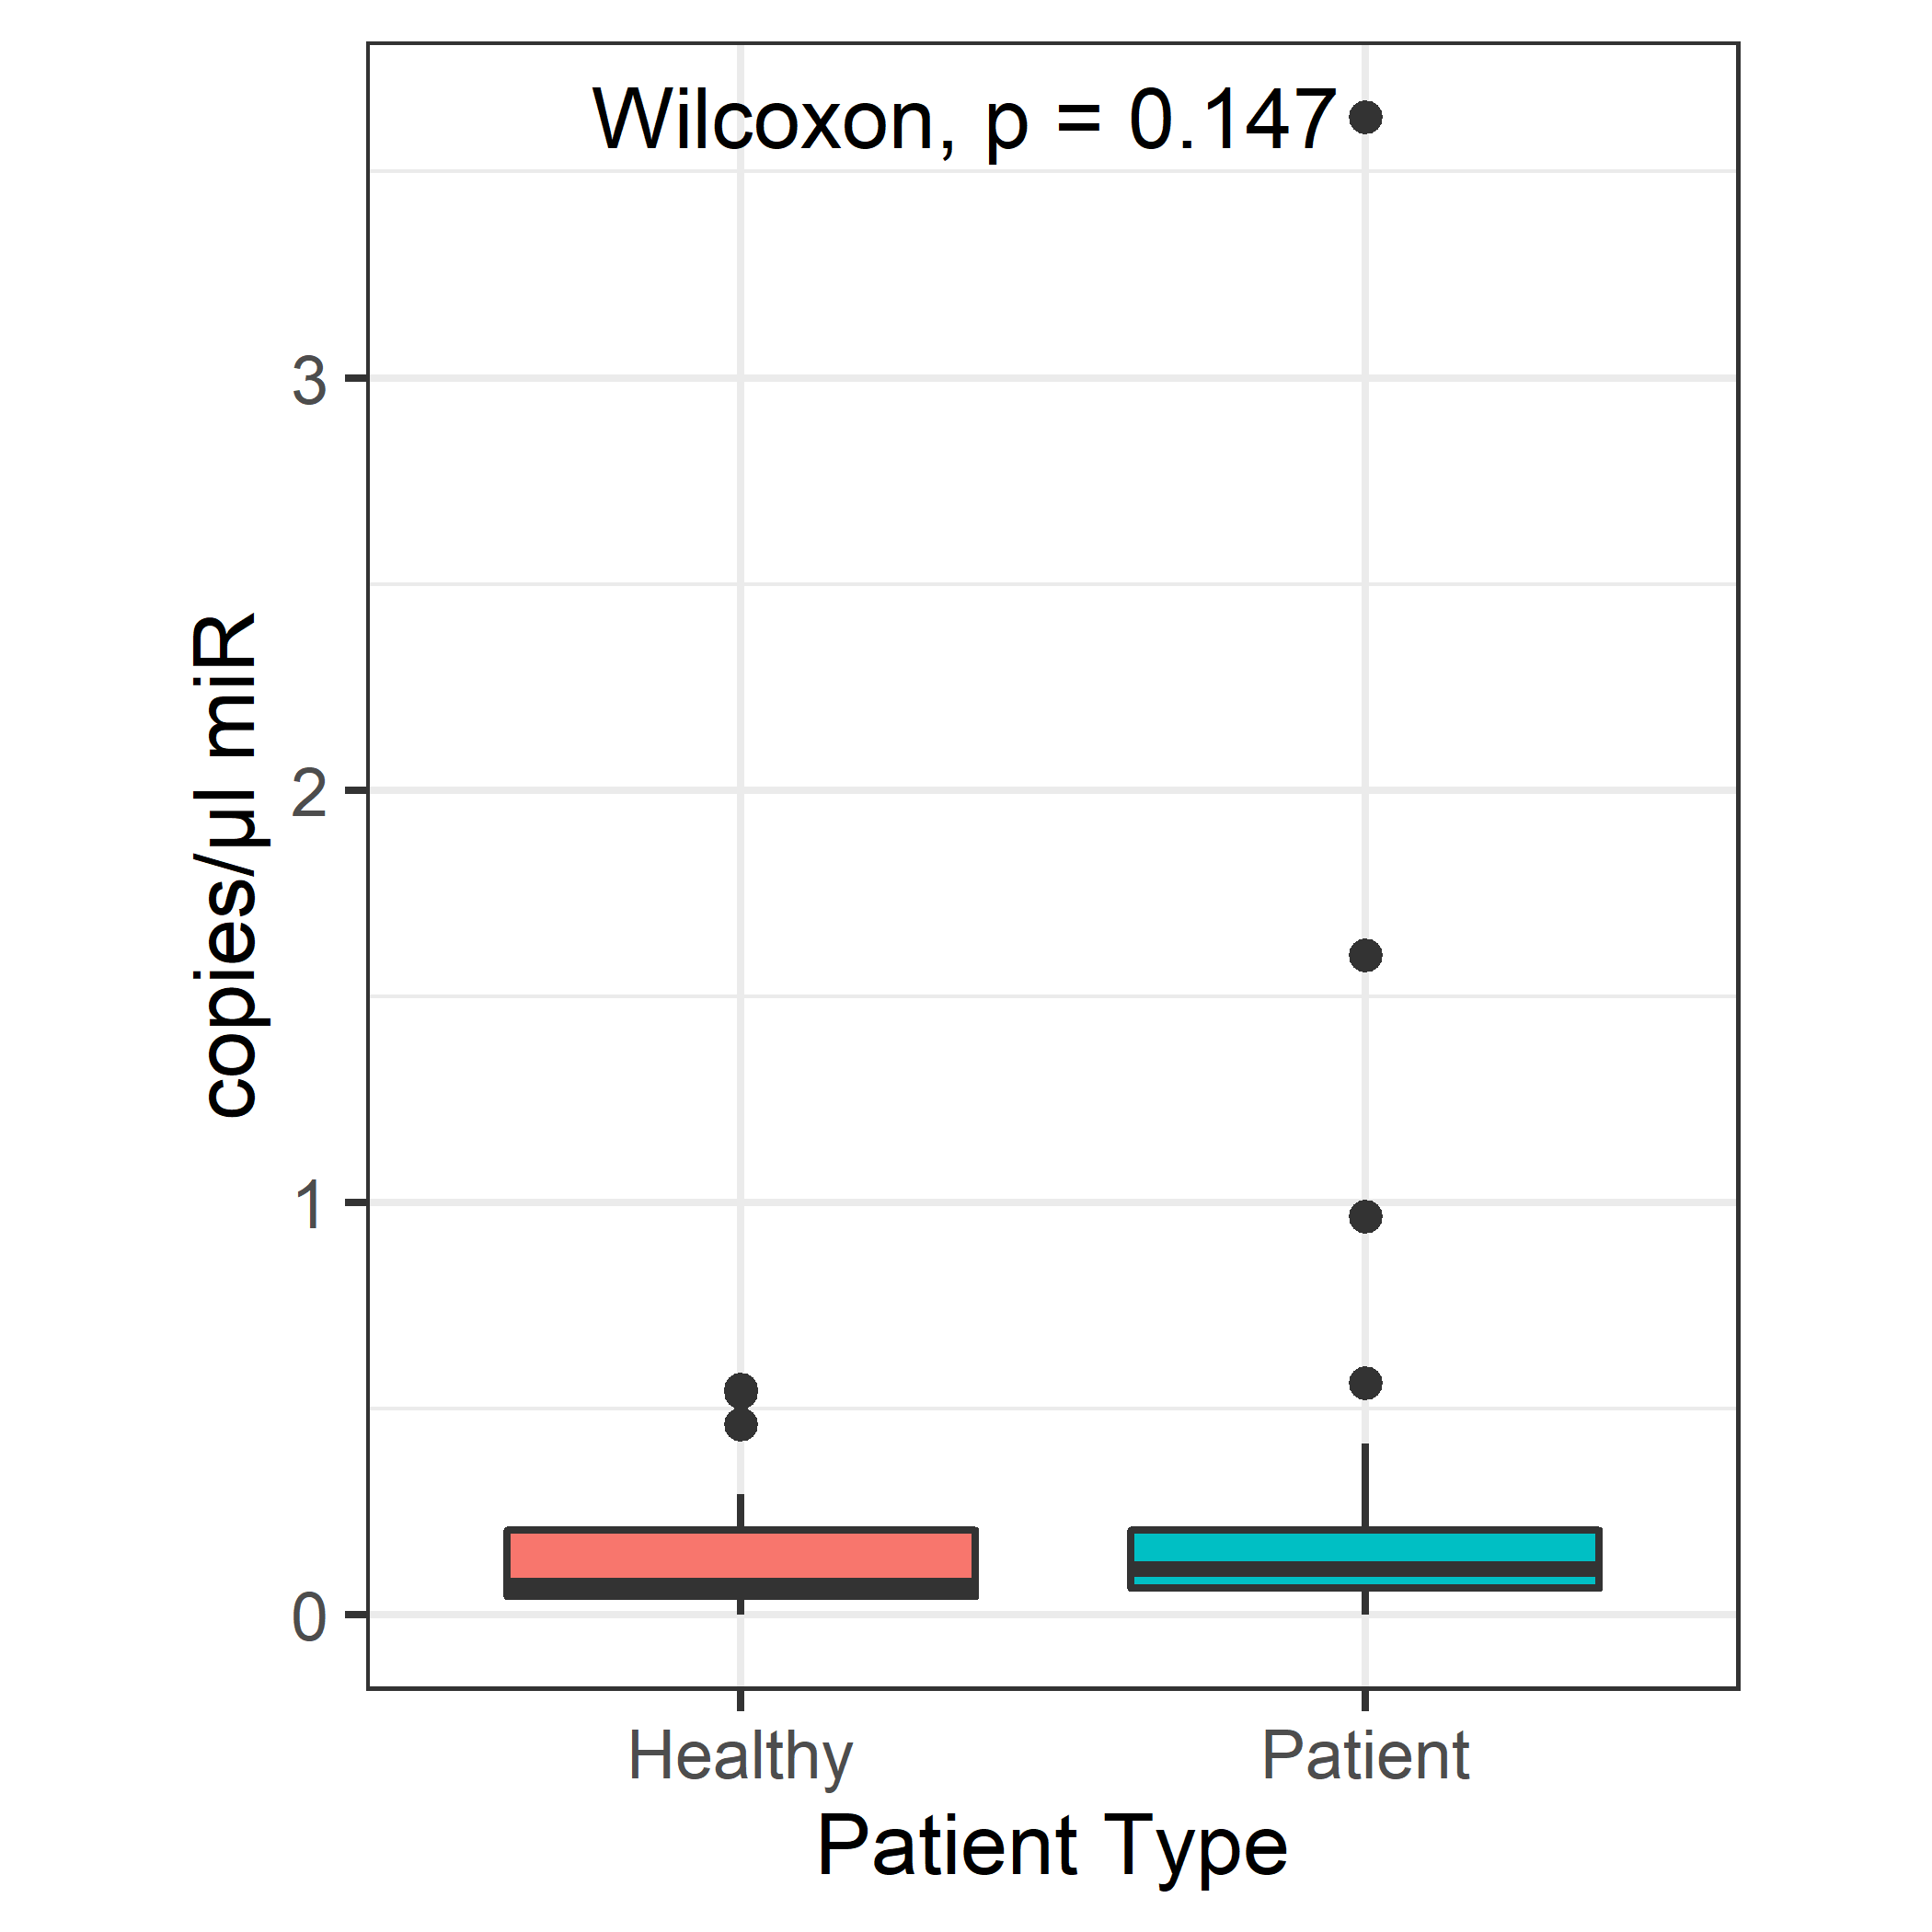 Wilcoxon, p = 0.147
copies/µl miR
3
2
1
0
Healthy
Patient
Patient Type